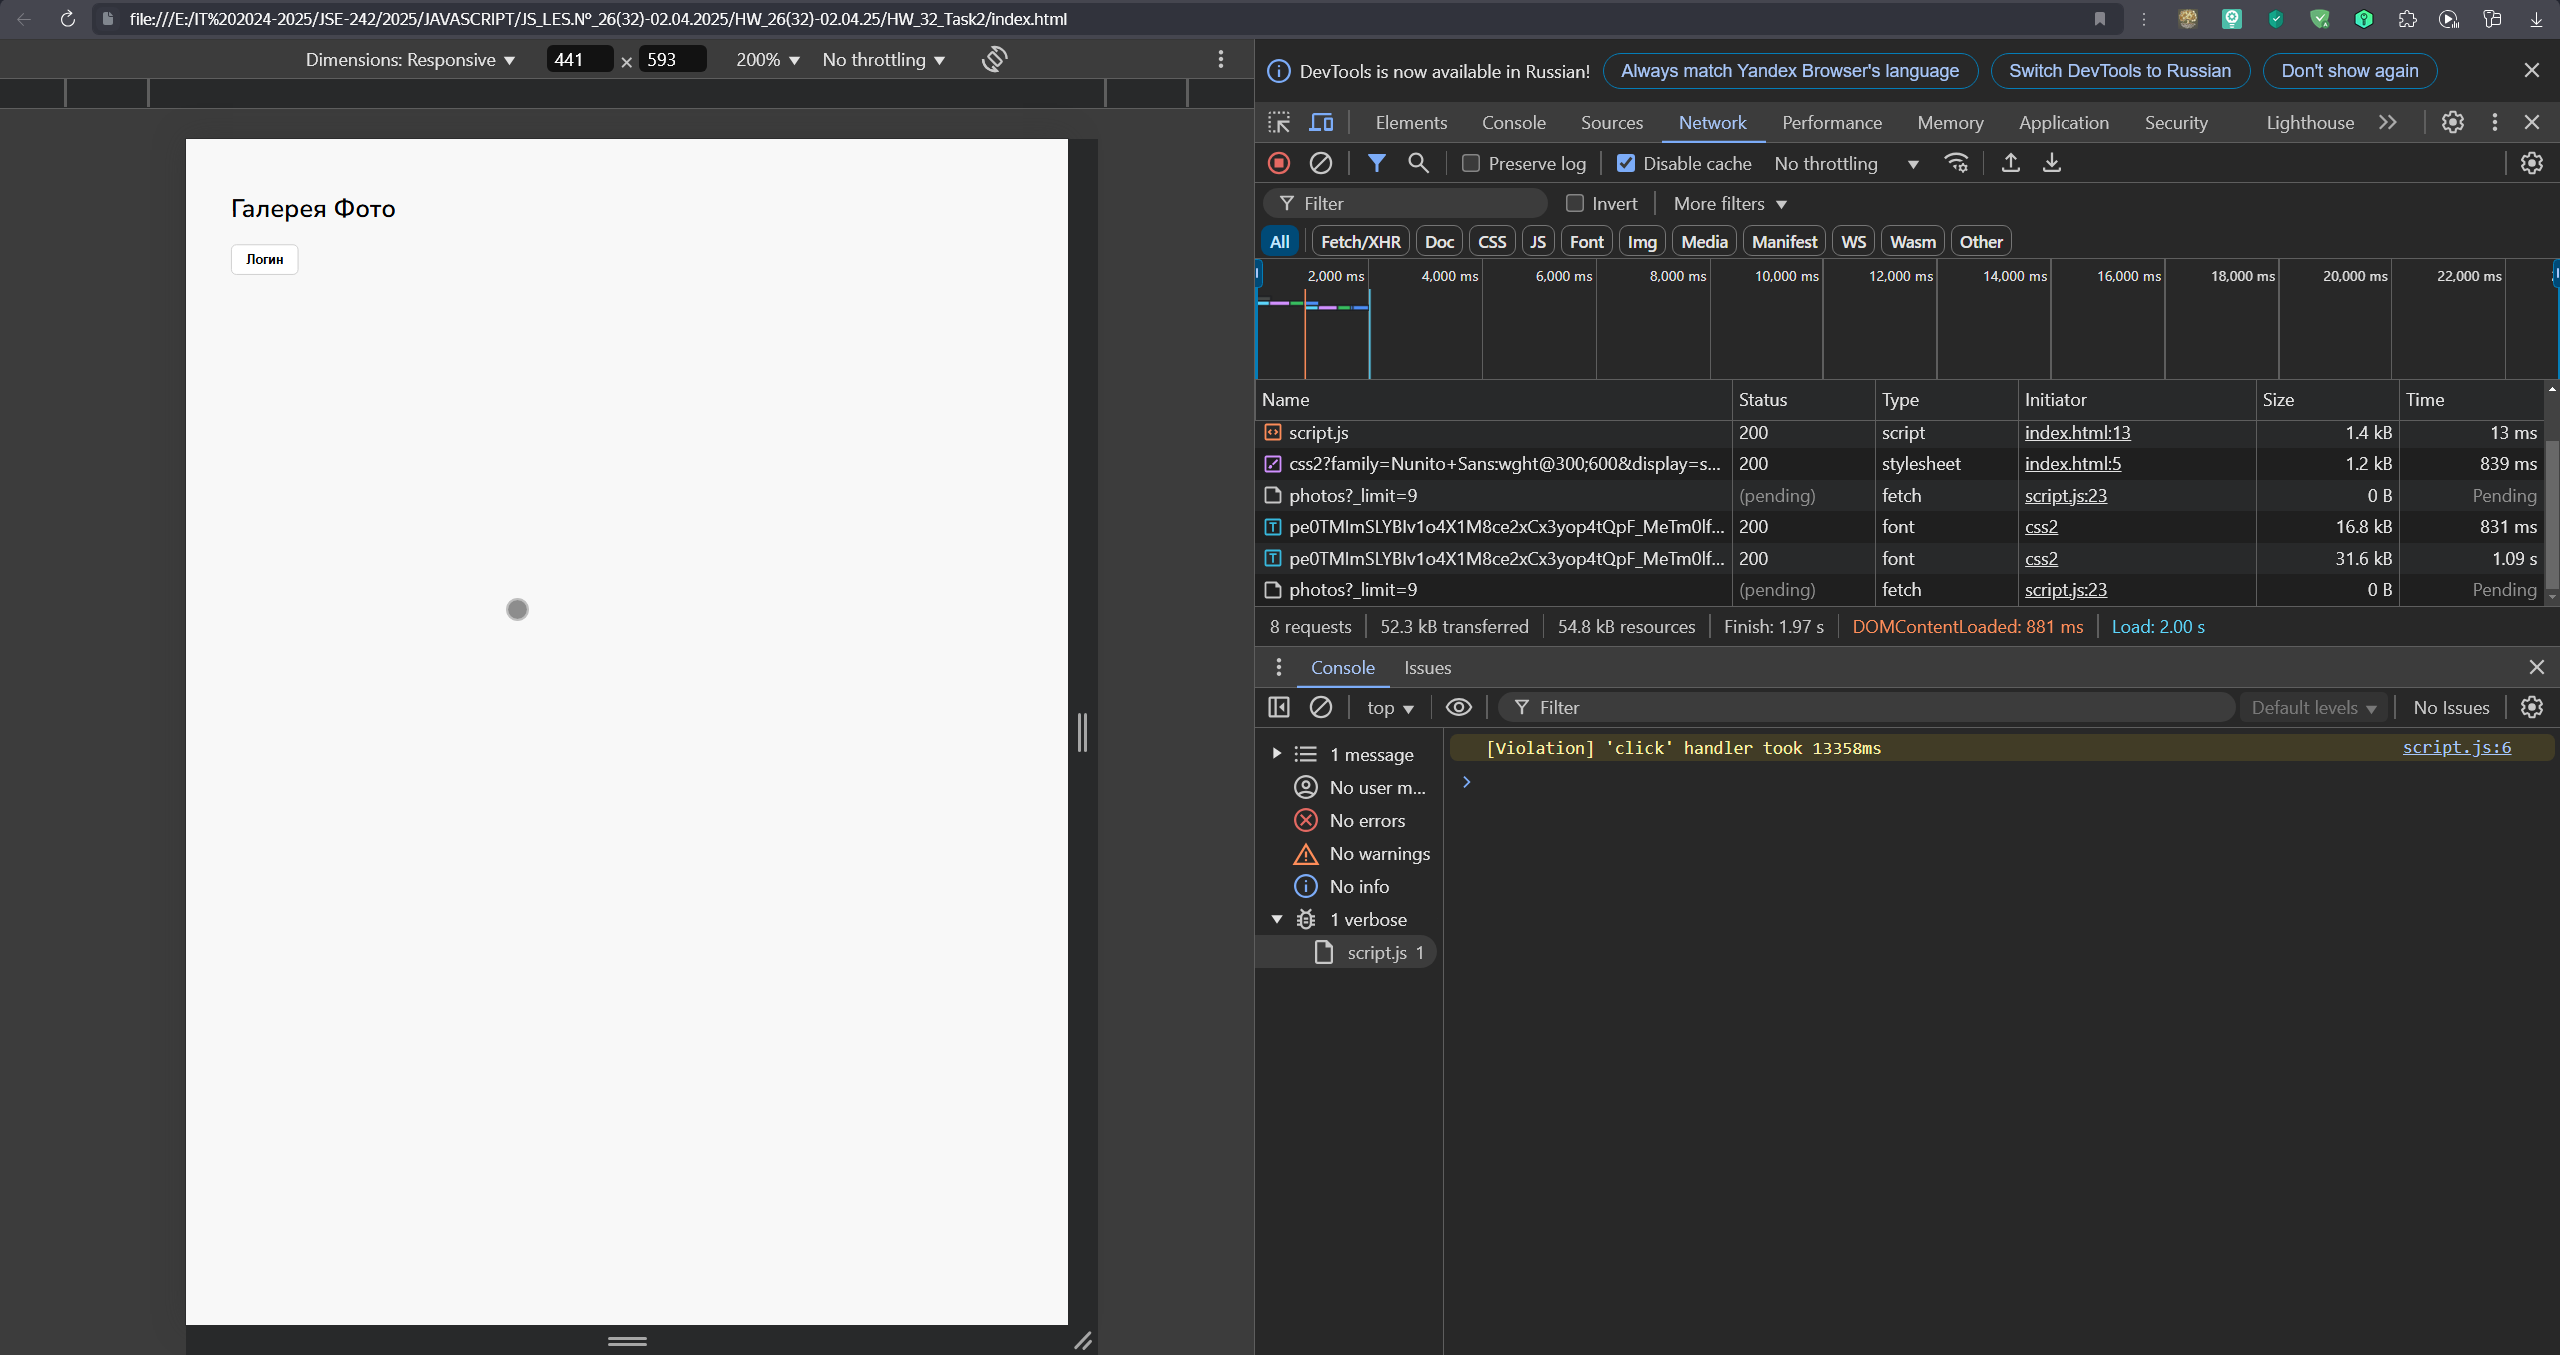 file:///E:/IT%202024-2025/JSE-242/2025/JAVASCRIPT/JS_LES.Nº_26(32)-02.04.2025/HW_26(32)-02.04.25/HW_32_Task2/index.html
Dimensions: Responsive 441 × 593 200% No throttling
Галерея Фото
Логин
DevTools is now available in Russian! Always match Yandex Browser's language Switch DevTools to Russian Don't show again
Elements Console Sources Network Performance Memory Application Security Lighthouse
Preserve log Disable cache No throttling
Filter Invert More filters
All Fetch/XHR Doc CSS JS Font Img Media Manifest WS Wasm Other
2,000 ms 4,000 ms 6,000 ms 8,000 ms 10,000 ms 12,000 ms 14,000 ms 16,000 ms 18,000 ms 20,000 ms 22,000 ms
Name Status Type Initiator Size Time
script.js 200 script index.html:13 1.4 kB 13 ms
css2?family=Nunito+Sans:wght@300;600&display=s... 200 stylesheet index.html:5 1.2 kB 839 ms
photos?_limit=9 (pending) fetch script.js:23 0 B Pending
pe0TMImSLYBIv1o4X1M8ce2xCx3yop4tQpF_MeTm0lf... 200 font css2 16.8 kB 831 ms
pe0TMImSLYBIv1o4X1M8ce2xCx3yop4tQpF_MeTm0lf... 200 font css2 31.6 kB 1.09 s
photos?_limit=9 (pending) fetch script.js:23 0 B Pending
8 requests 52.3 kB transferred 54.8 kB resources Finish: 1.97 s DOMContentLoaded: 881 ms Load: 2.00 s
Console Issues
top Filter Default levels No Issues
1 message
No user m...
No errors
No warnings
No info
1 verbose
script.js 1
[Violation] 'click' handler took 13358ms script.js:6